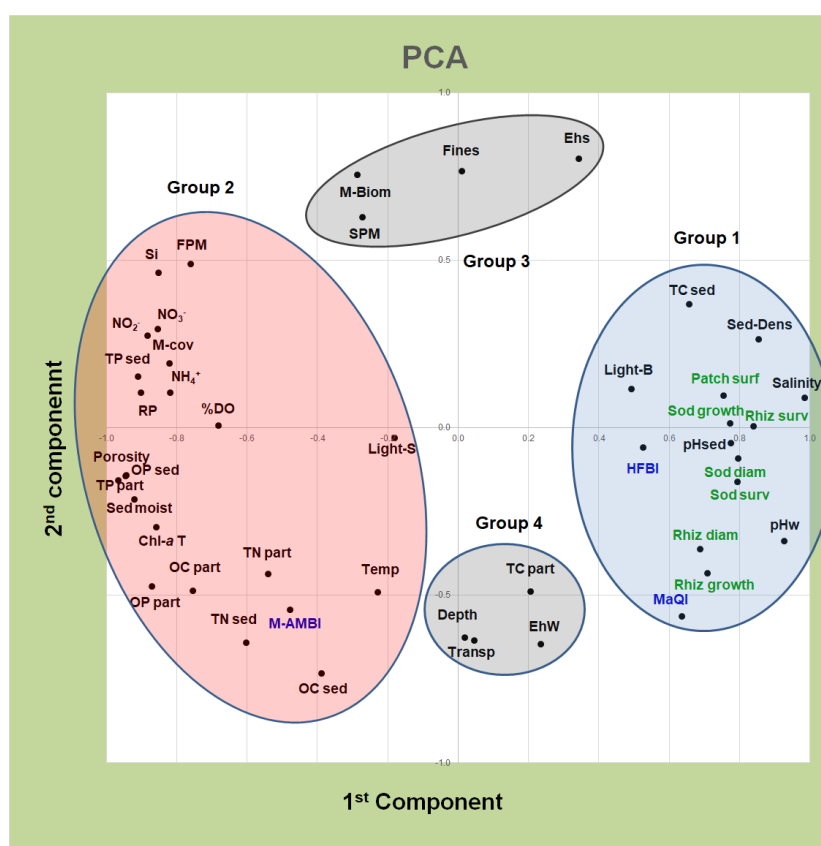 PCA
1.0
Ehs
Fines
M-Biom
Group 2
SPM
Group 1
FPM
Si
0.5
Group 3
TC sed
NO₃⁻
NO₂⁻
Sed-Dens
M-cov
TP sed
NH₄⁺
Light-B
Patch surf
Salinity
RP
%DO
Sod growth
Rhiz surv
-1.0 -0.8 -0.6 -0.4 -0.2 0.0 0.0 0.2 0.4 0.6 0.8 1.0
Light-S
pHsed
Porosity
OP sed
HFBI
Sod diam
TP part
Sod surv
Sed moist
Group 4
pHw
Chl-a T
Rhiz diam
TN part
OC part
Temp
TC part
Rhiz growth
-0.5
OP part
MaQI
TN sed
M-AMBI
Depth
EhW
Transp
OC sed
-1.0
2nd componennt
1st Component